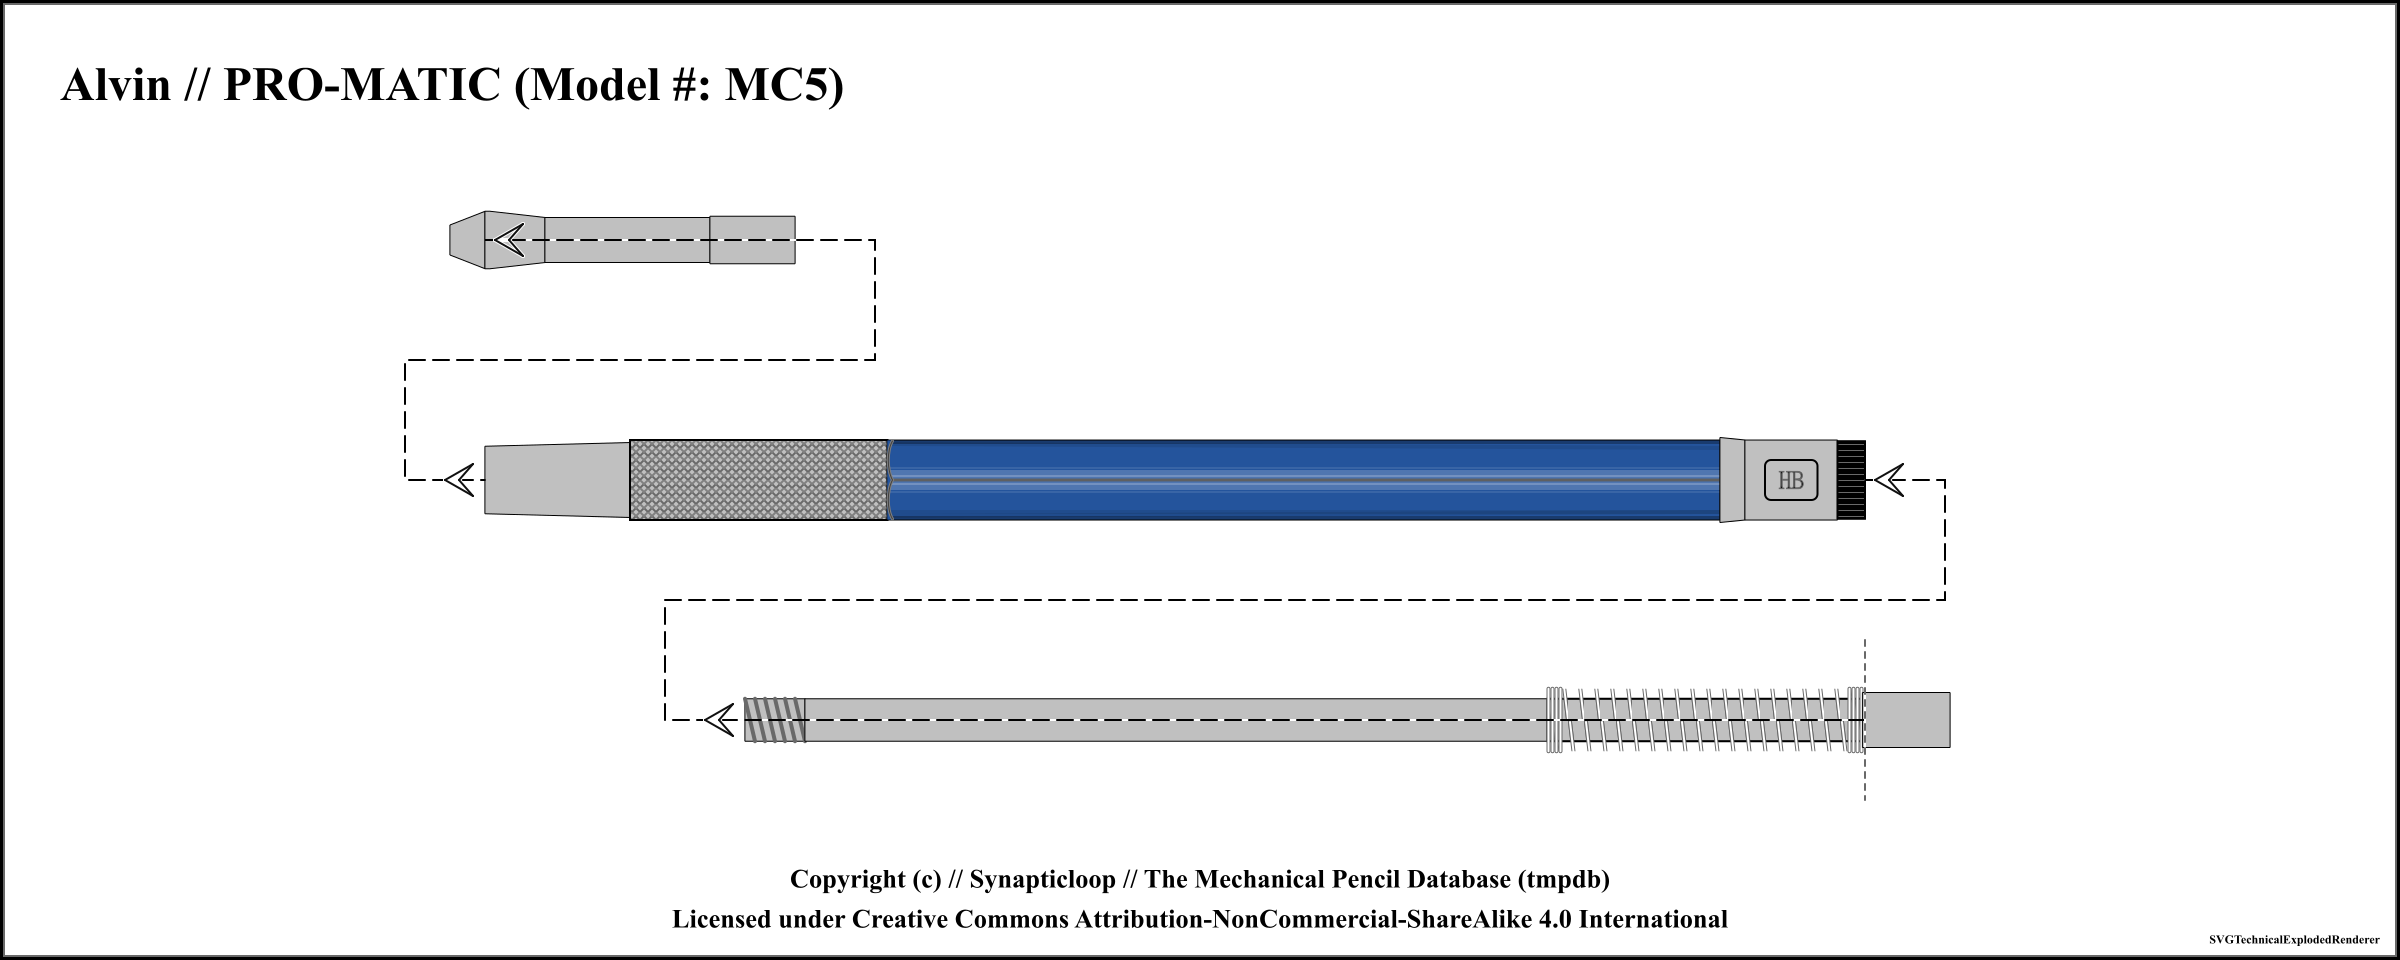 Alvin // PRO-MATIC (Model #: MC5)
HB
Copyright (c) // Synapticloop // The Mechanical Pencil Database (tmpdb)
Licensed under Creative Commons Attribution-NonCommercial-ShareAlike 4.0 International
SVGTechnicalExplodedRenderer